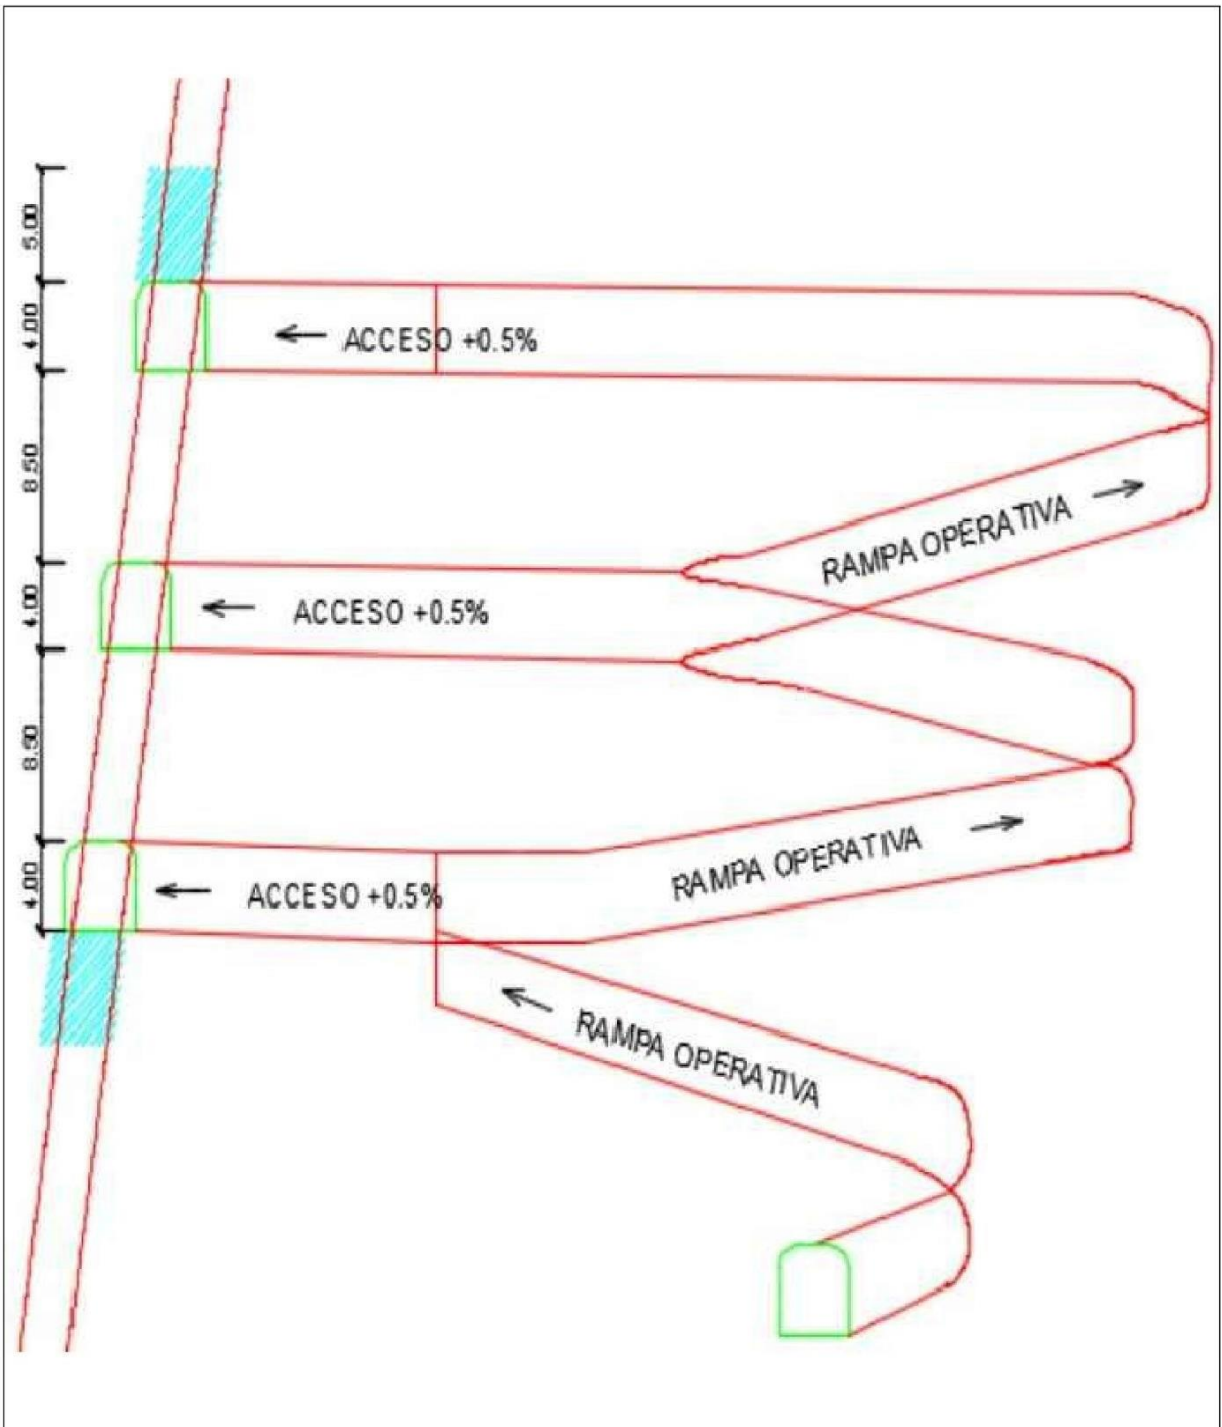 5.00
4.00
ACCESO +0.5%
8.50
RAMPA OPERATIVA
4.00
ACCESO +0.5%
8.50
RAMPA OPERATIVA
4.00
ACCESO +0.5%
RAMPA OPERATIVA